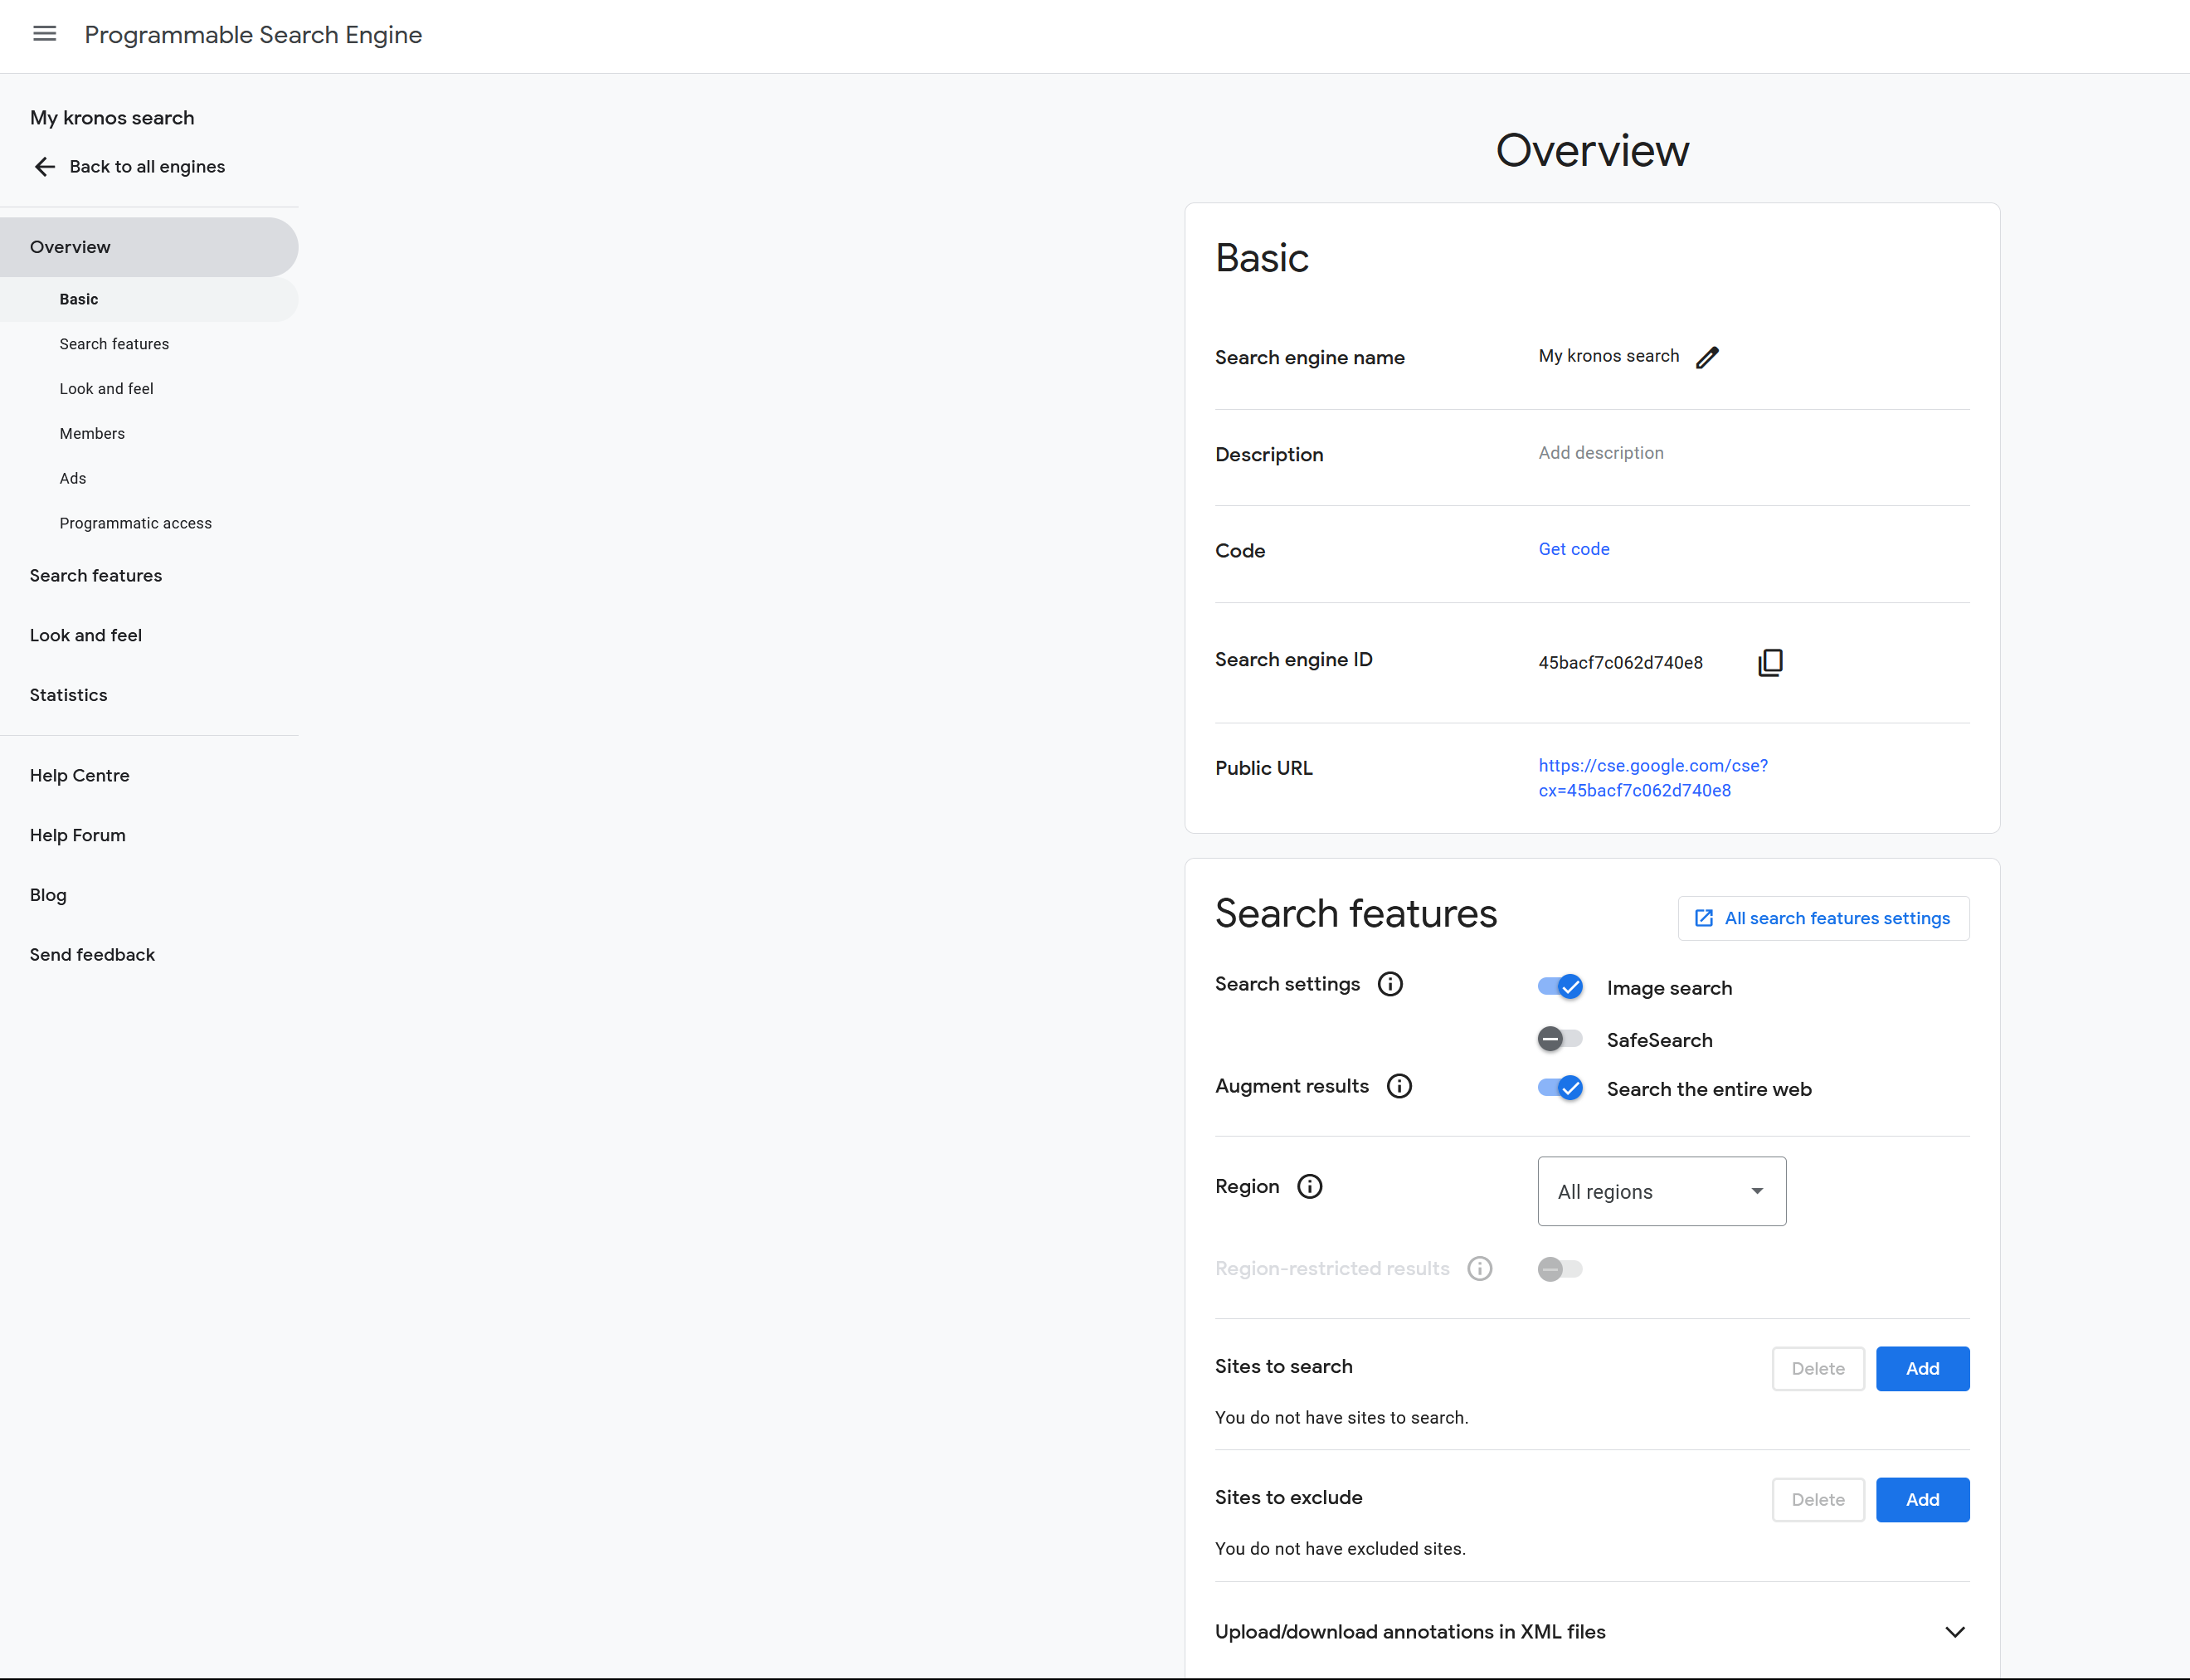 Programmable Search Engine
My kronos search
Back to all engines
Overview
Basic
Search features
Look and feel
Members
Ads
Programmatic access
Search features
Look and feel
Statistics
Help Centre
Help Forum
Blog
Send feedback
Overview
Basic
Search engine name
My kronos search
Description
Add description
Code
Get code
Search engine ID
45bacf7c062d740e8
Public URL
https://cse.google.com/cse?
cx=45bacf7c062d740e8
Search features
All search features settings
Search settings
Image search
SafeSearch
Augment results
Search the entire web
Region
All regions
Region-restricted results
Sites to search
Delete
Add
You do not have sites to search.
Sites to exclude
Delete
Add
You do not have excluded sites.
Upload/download annotations in XML files